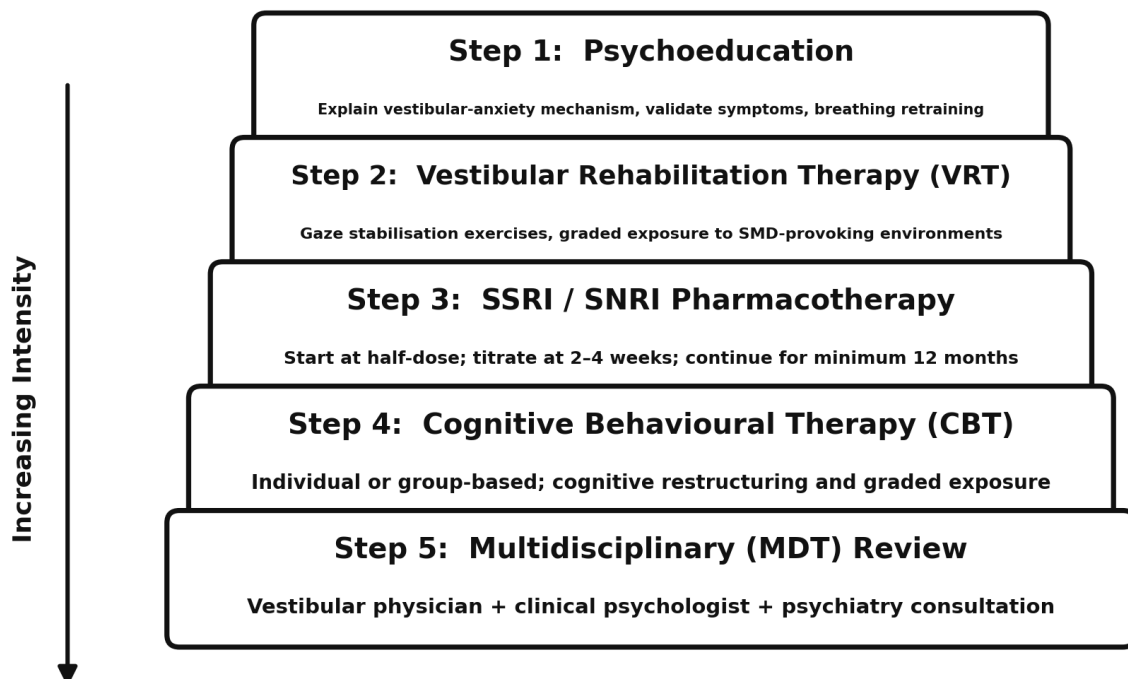 Step 1:  Psychoeducation
Explain vestibular-anxiety mechanism, validate symptoms, breathing retraining
Step 2:  Vestibular Rehabilitation Therapy (VRT)
Gaze stabilisation exercises, graded exposure to SMD-provoking environments
Step 3:  SSRI / SNRI Pharmacotherapy
Start at half-dose; titrate at 2–4 weeks; continue for minimum 12 months
Step 4:  Cognitive Behavioural Therapy (CBT)
Individual or group-based; cognitive restructuring and graded exposure
Step 5:  Multidisciplinary (MDT) Review
Vestibular physician + clinical psychologist + psychiatry consultation
Increasing Intensity